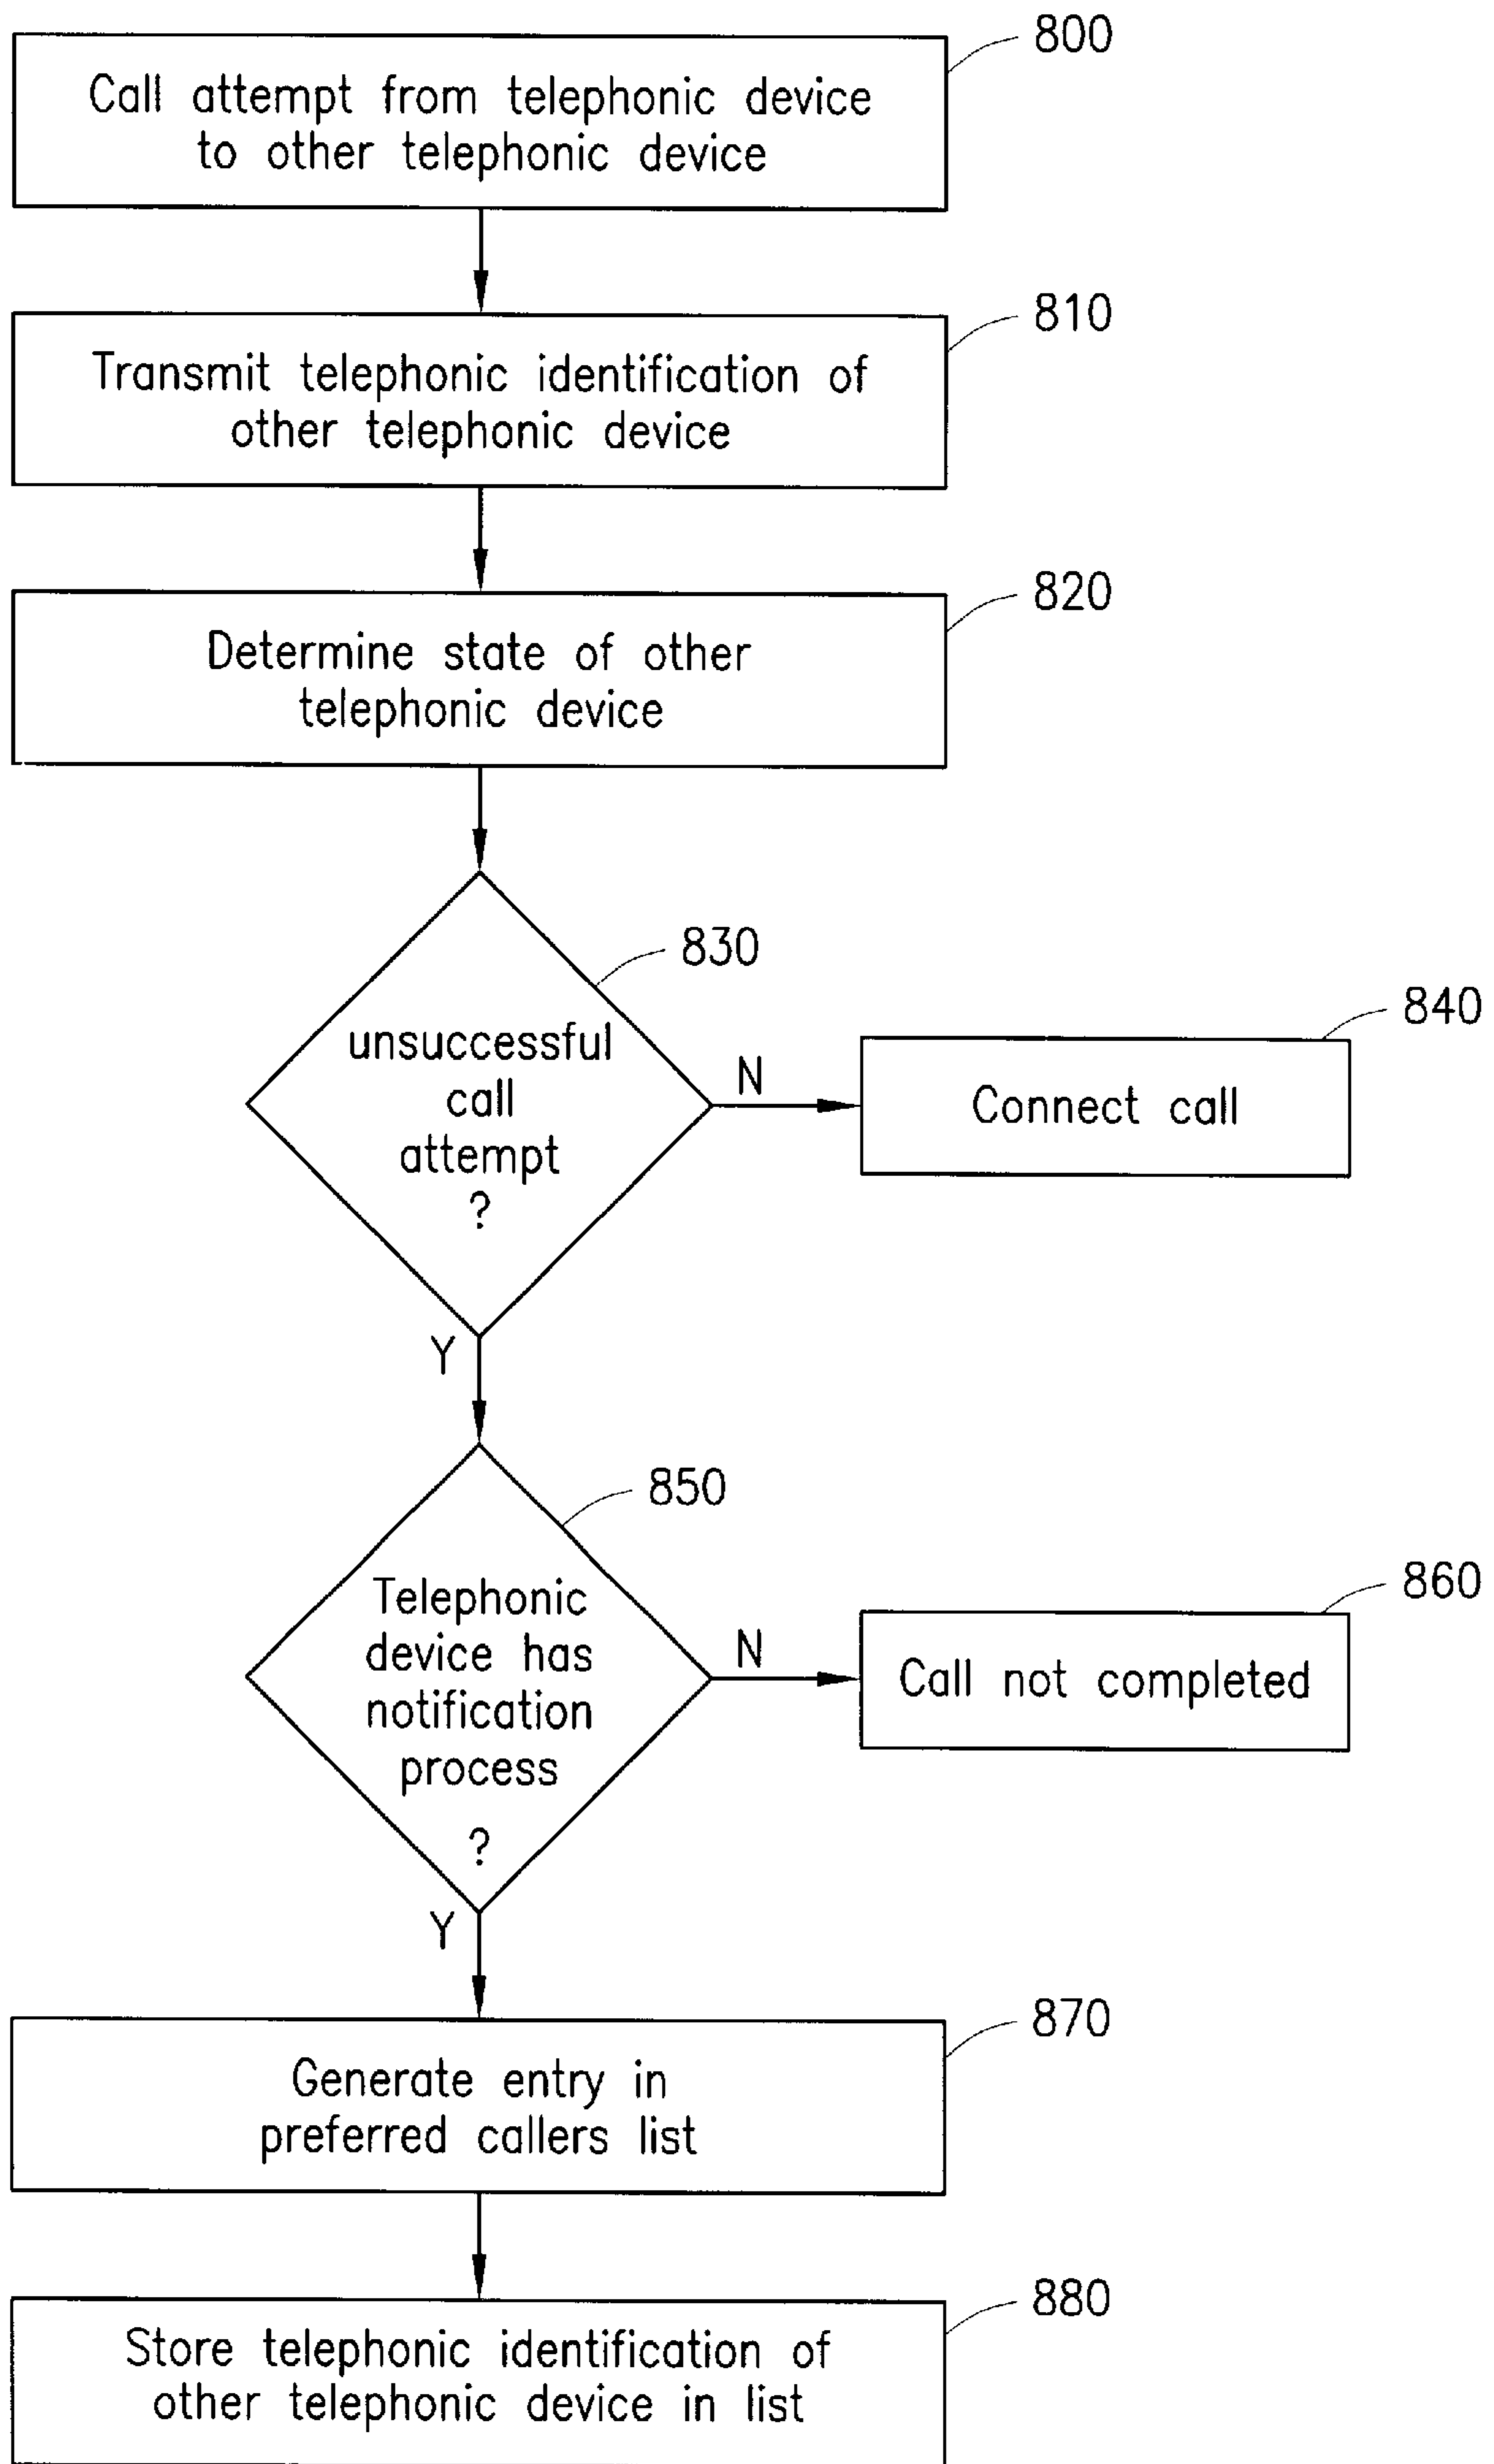 800
Call attempt from telephonic device
to other telephonic device
810
Transmit telephonic identification of
other telephonic device
820
Determine state of other
telephonic device
830
unsuccessful
call
attempt
?
N
840
Connect call
Y
850
Telephonic
device has
notification
process
?
N
860
Call not completed
Y
870
Generate entry in
preferred callers list
880
Store telephonic identification of
other telephonic device in list